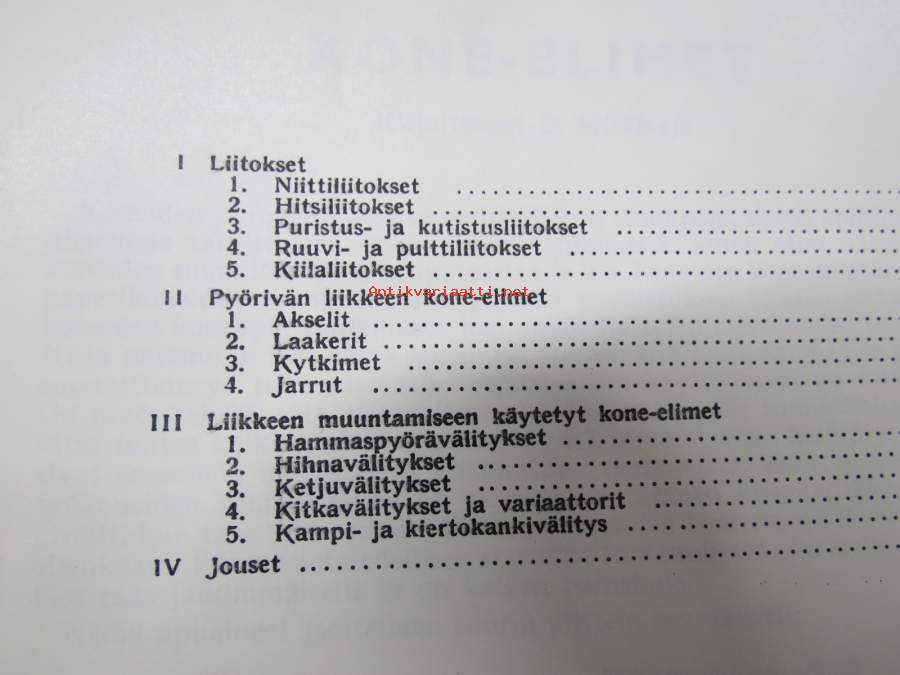 KONE-ELIMET
I Liitokset
1. Niittiliitokset
2. Hitsiliitokset
3. Puristus- ja kutistusliitokset
4. Ruuvi- ja pulttiliitokset
5. Kiilaliitokset
Antikvariaatti.net
II Pyörivän liikkeen kone-elimet
1. Akselit
2. Laakerit
3. Kytkimet
4. Jarrut
III Liikkeen muuntamiseen käytetyt kone-elimet
1. Hammaspyörävälitykset
2. Hihnavälitykset
3. Ketjuvälitykset
4. Kitkavälitykset ja variaattorit
5. Kampi- ja kiertokankivälitys
IV Jouset